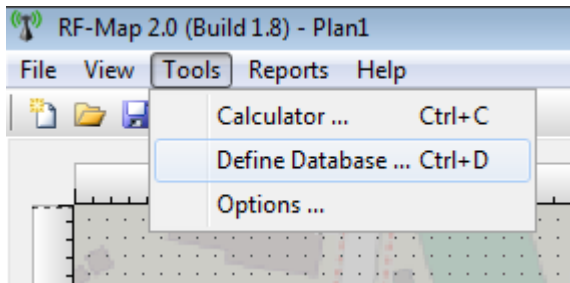 RF-Map 2.0 (Build 1.8) - Plan1
File View Tools Reports Help
Calculator ... Ctrl+C
Define Database ... Ctrl+D
Options ...